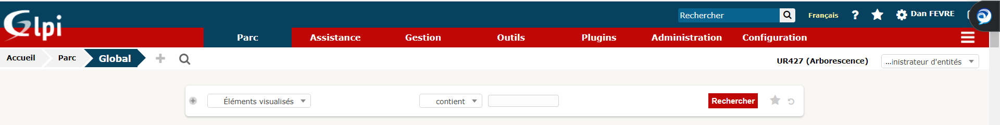 Glpi
Rechercher
Français
?
Dan FEVRE
Parc
Assistance
Gestion
Outils
Plugins
Administration
Configuration
Accueil
Parc
Global
UR427 (Arborescence)
...inistrateur d'entités
Éléments visualisés
contient
Rechercher